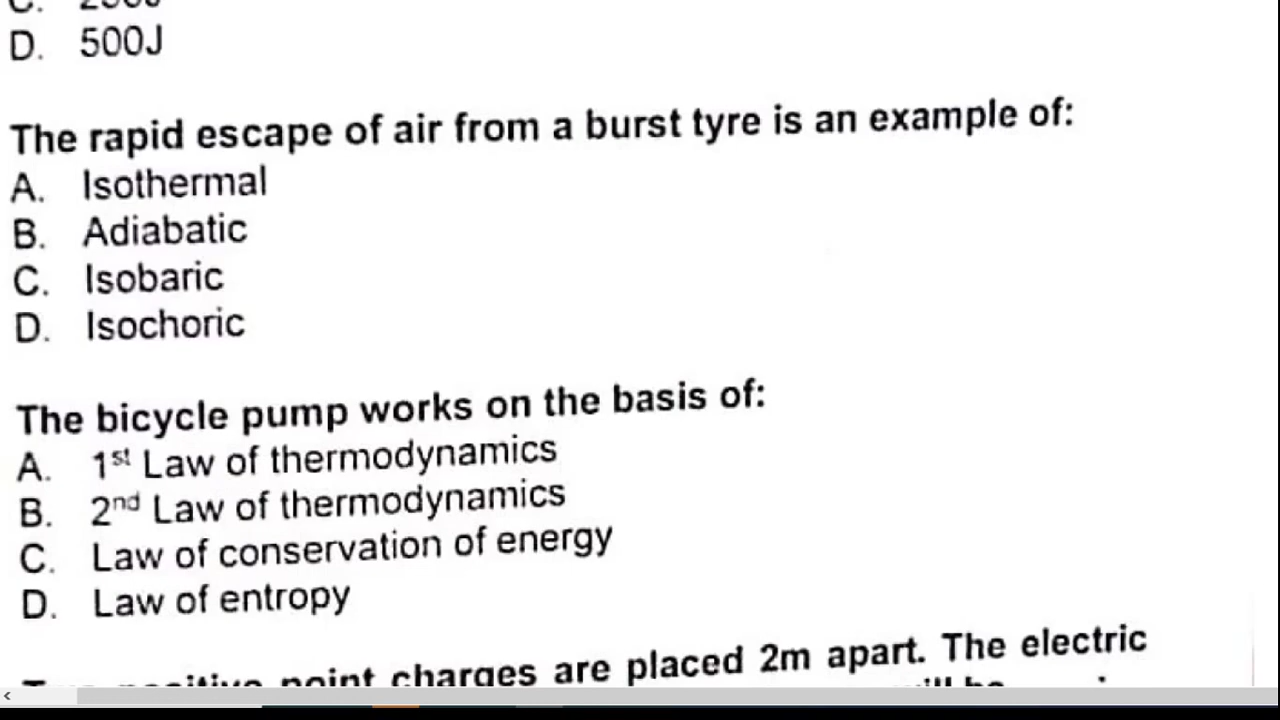 D. 500J
The rapid escape of air from a burst tyre is an example of:
A. Isothermal
B. Adiabatic
C. Isobaric
D. Isochoric
The bicycle pump works on the basis of:
A. 1st Law of thermodynamics
B. 2nd Law of thermodynamics
C. Law of conservation of energy
D. Law of entropy
point charges are placed 2m apart. The electric